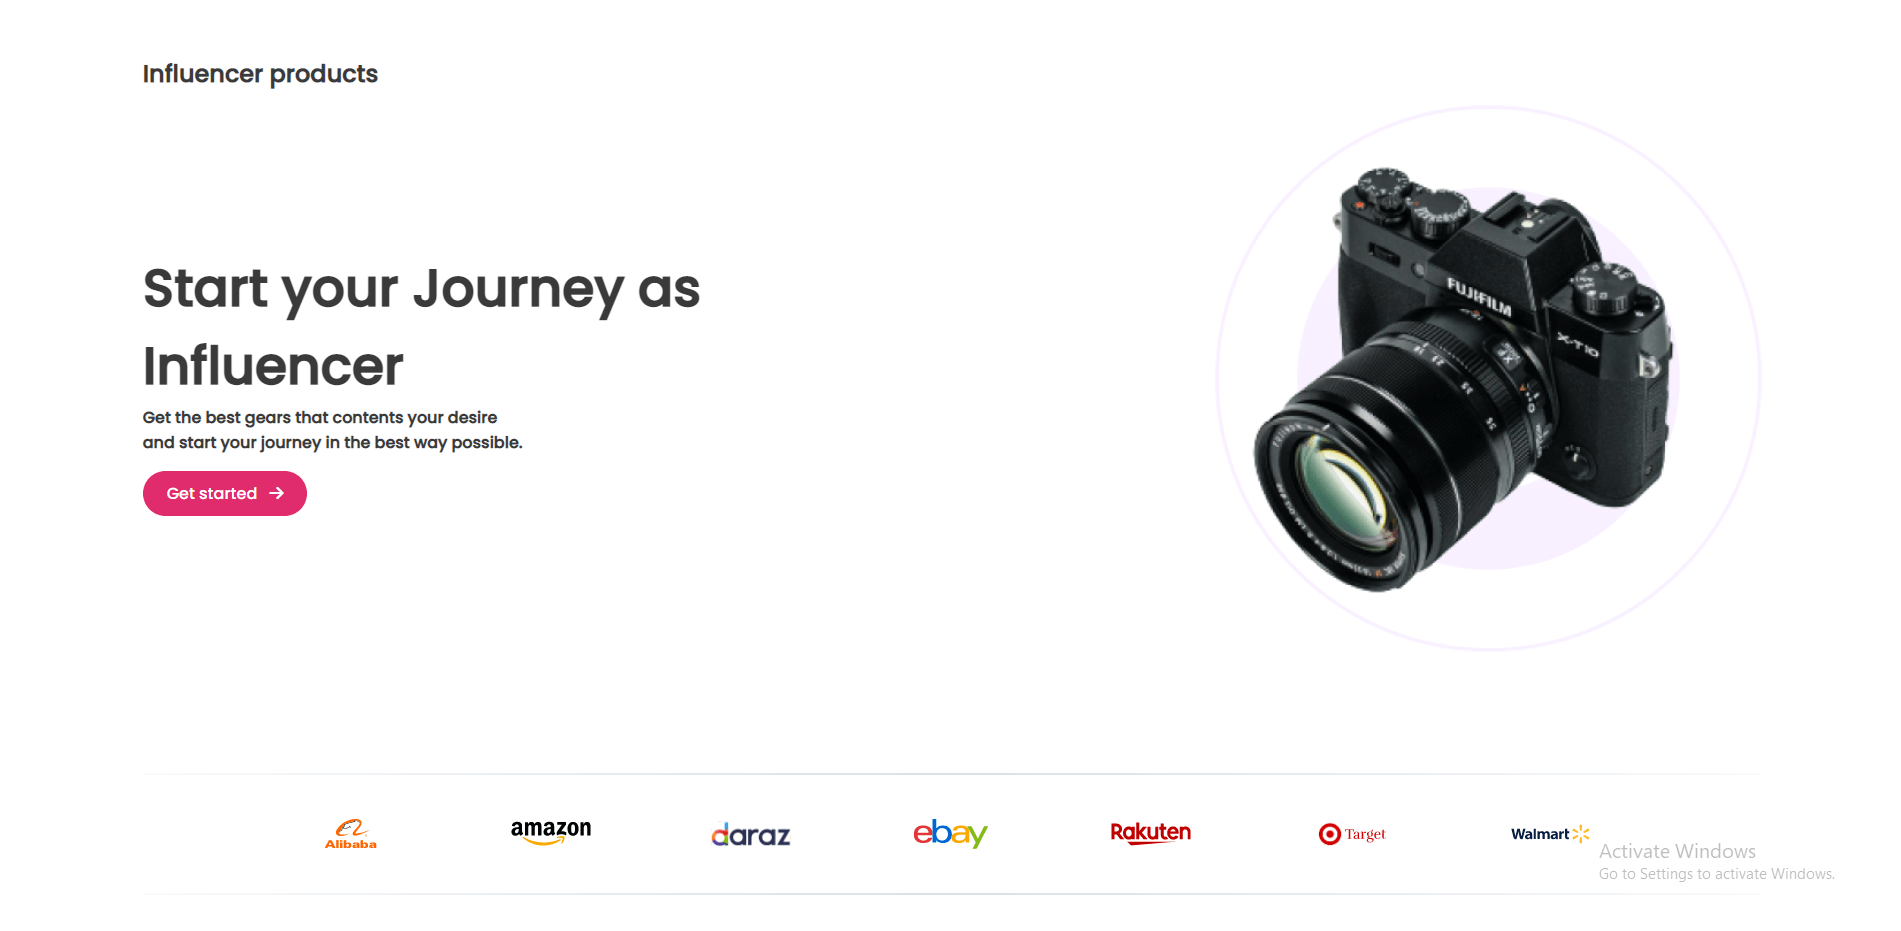 Influencer products
Start your Journey as
Influencer
Get the best gears that contents your desire
and start your journey in the best way possible.
Get started
FUJIFILM
X-T10
Alibaba
amazon
daraz
ebay
Rakuten
Target
Walmart
Activate Windows
Go to Settings to activate Windows.